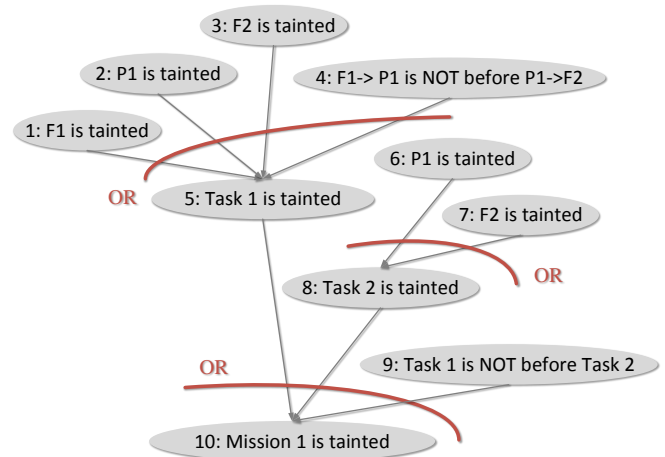 3: F2 is tainted
2: P1 is tainted
4: F1-> P1 is NOT before P1->F2
1: F1 is tainted
6: P1 is tainted
OR
5: Task 1 is tainted
7: F2 is tainted
8: Task 2 is tainted
OR
OR
9: Task 1 is NOT before Task 2
10: Mission 1 is tainted